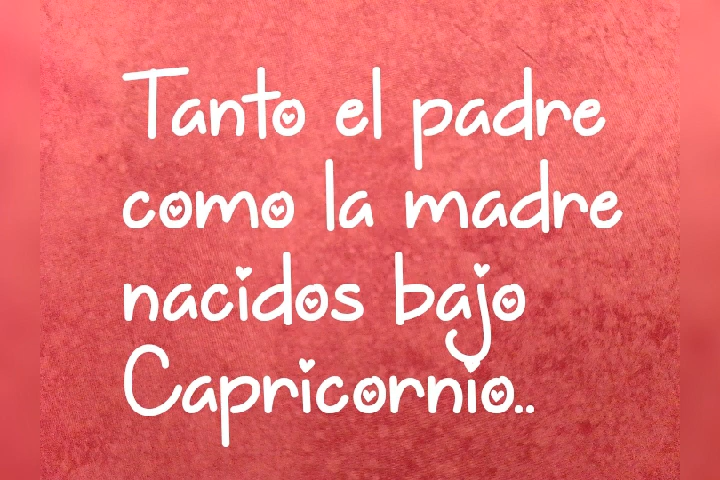 Tanto el padre
como la madre
nacidos bajo
Capricornio..